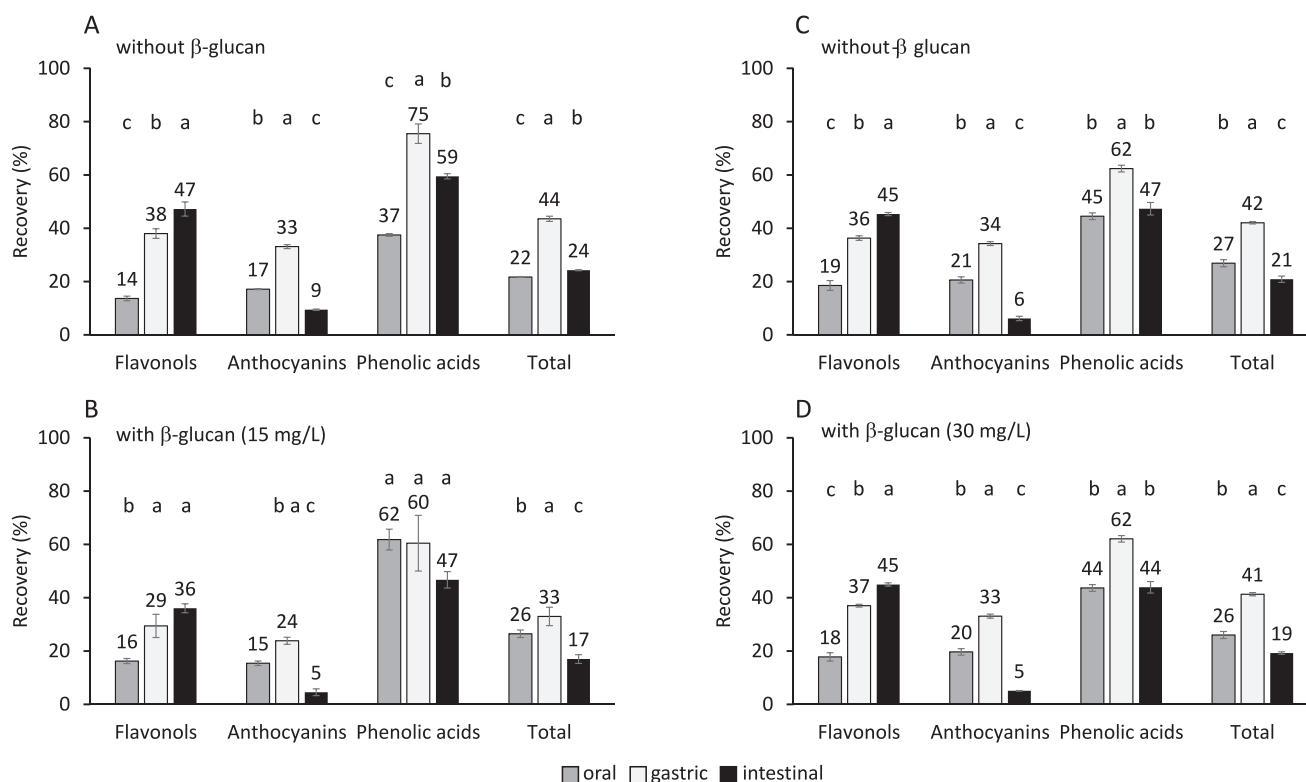 A
without β-glucan
Recovery (%)
100
80
60
40
20
0
c b a
b a c
c a b
c a b
14 38 47
17 33 9
37 75 59
22 44 24
Flavonols Anthocyanins Phenolic acids Total
C
without-β glucan
Recovery (%)
100
80
60
40
20
0
c b a
b a c
b a b
b a c
19 36 45
21 34 6
45 62 47
27 42 21
Flavonols Anthocyanins Phenolic acids Total
B
with β-glucan (15 mg/L)
Recovery (%)
100
80
60
40
20
0
b a a
b a c
a a a
b a c
16 29 36
15 24 5
62 60 47
26 33 17
Flavonols Anthocyanins Phenolic acids Total
D
with β-glucan (30 mg/L)
Recovery (%)
100
80
60
40
20
0
c b a
b a c
b a b
b a c
18 37 45
20 33 5
44 62 44
26 41 19
Flavonols Anthocyanins Phenolic acids Total
oral gastric intestinal